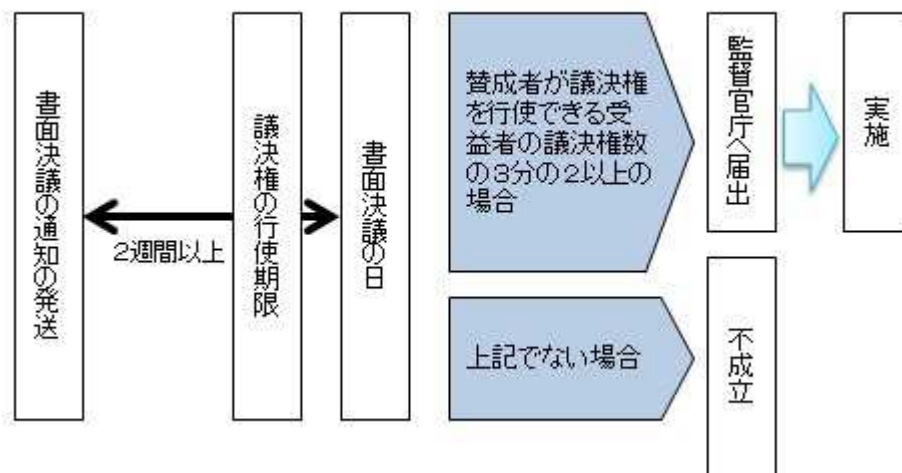 書面決議の通知の発送
2週間以上
議決権の行使期限
書面決議の日
賛成者が議決権
を行使できる受
益者の議決権数
の3分の2以上の
場合
監督官庁へ届出
実施
上記でない場合
不成立